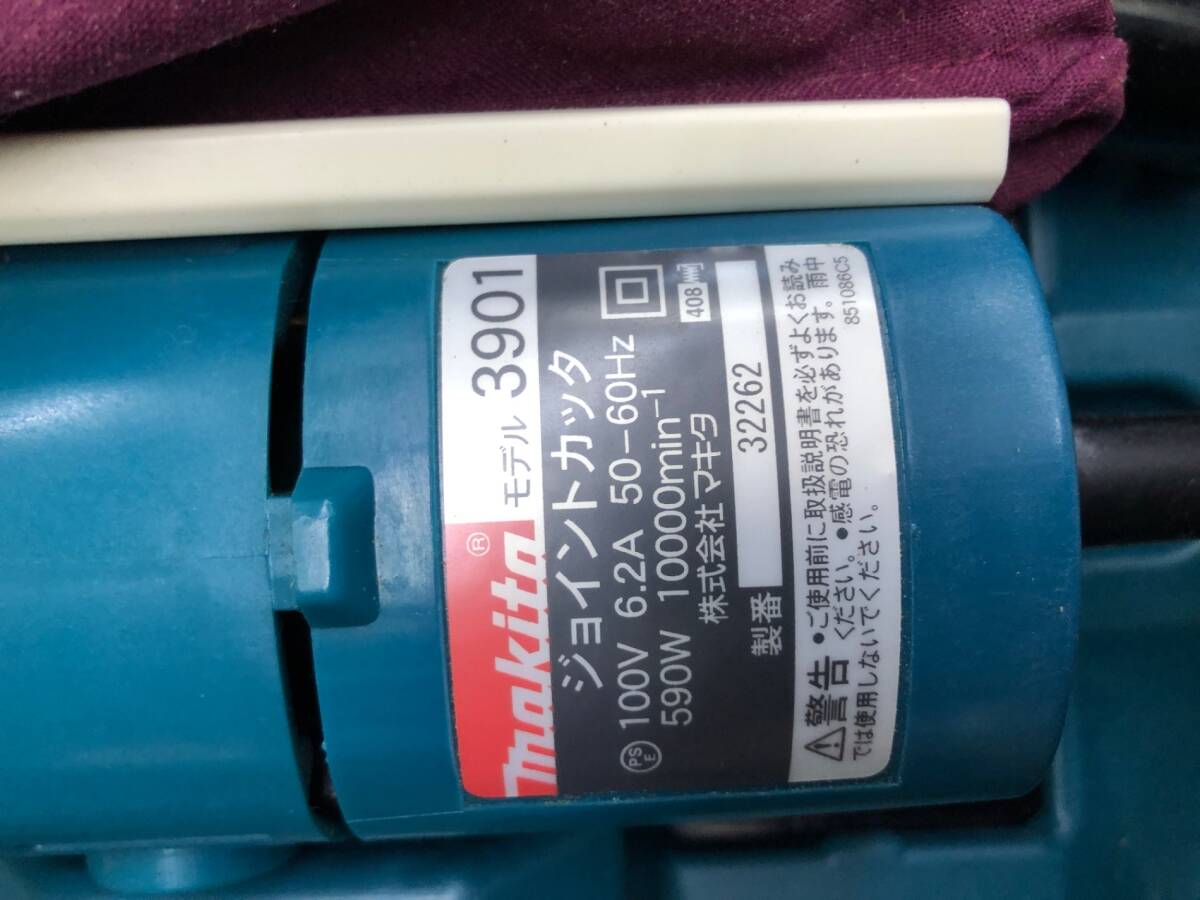 makita® モデル 3901
ジョイントカッタ
PSE 100V 6.2A 50-60Hz
590W 10000min-1
株式会社マキタ 408
製番 32262
警告 ●ご使用前に取扱説明書を必ずよくお読み
ください。●感電の恐れがあります。雨中
では使用しないでください。 851086C5